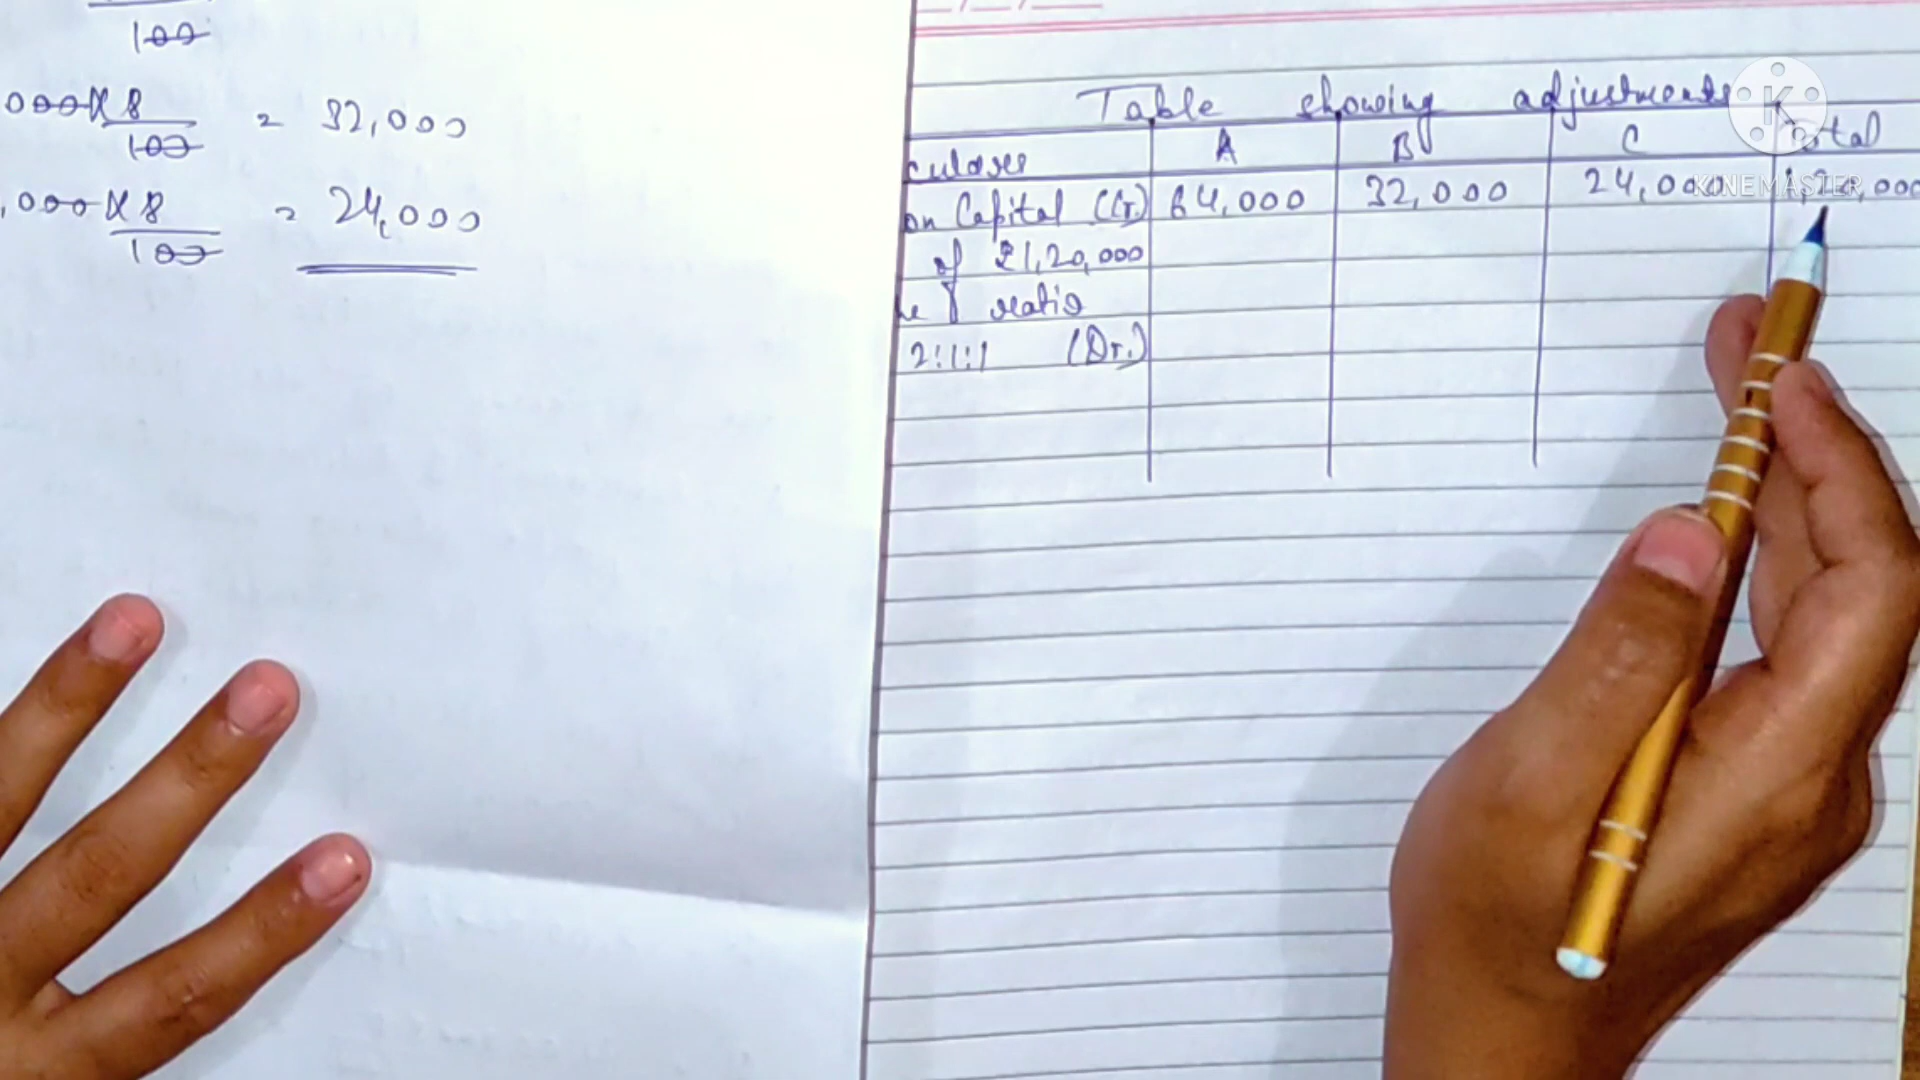 100
000 X 8
100
= 32,000
,000 X 8
100
= 24,000
Table showing adjustments
culars A B C Total
on Capital (Cr.) 64,000 32,000 24,000 1,20,000
of ₹1,20,000
ratio
2:1:1 (Dr.)
KINEMASTER